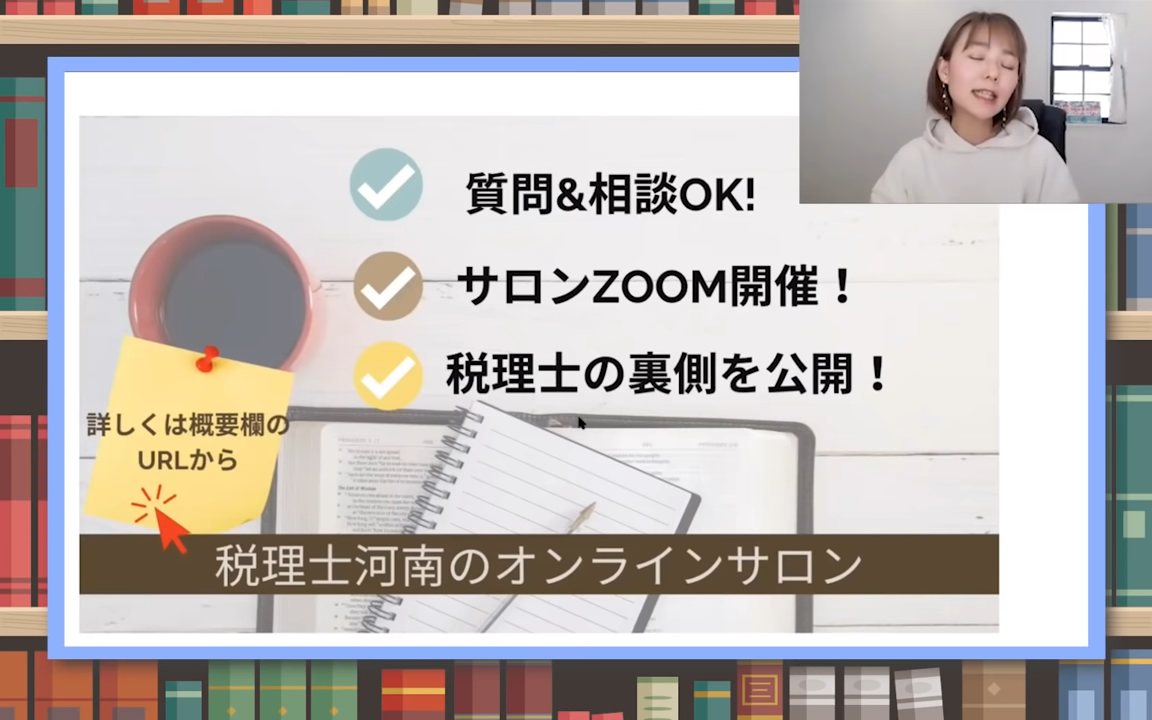 質問&相談OK!
サロンZOOM開催！
税理士の裏側を公開！
詳しくは概要欄の
URLから
税理士河南のオンラインサロン